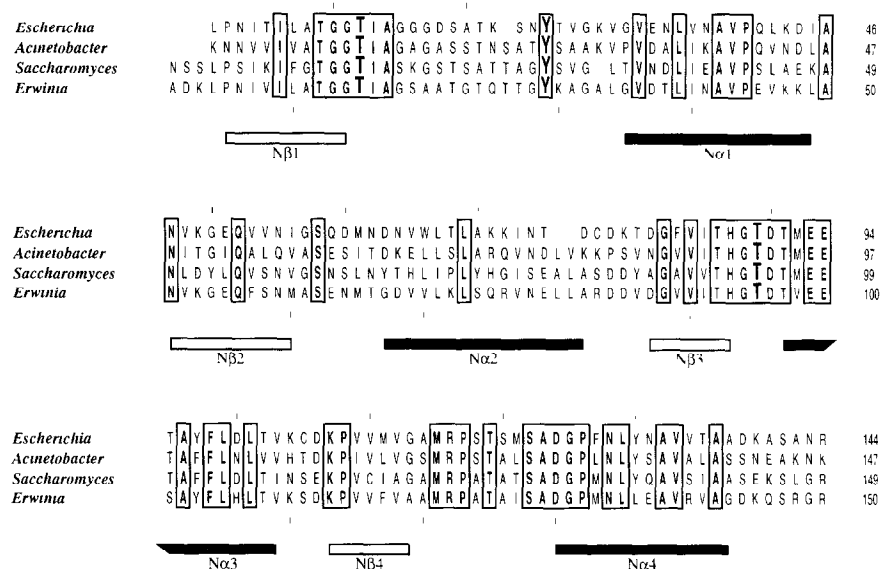 Escherichia LPNITILATGGTIAGGGDSATK SNYTVGKVGVENLVNAVPQLKDIA 46
Acinetobacter KNNVVIVATGGTIAGAGASSTNSATYSAAKVPVDALIKAVPQVNDLA 47
Saccharomyces NSSLPSIKIFGTGGTIASKGSTSATTAGYSVG LTVNDLIEAVPSLAEKA 49
Erwinia ADKLPNIVILATGGTIAGSAATGTQTTGYKAGALGVDTLINAVPEVKKLA 50
Nβ1 Nα1
Escherichia NVKGEQVVNIGSQDMNDNVWLTLAKKINT DCDKTDGFVITHGTDTMEE 94
Acinetobacter NITGIQALQVASESITDKELLSLARQVNDLVKKPSVNGVVITHGTDTMEE 97
Saccharomyces NLDYLQVSNVGSNSLNYTHLIPLYHGISEALASDDYAGAVVTHGTDTMEE 99
Erwinia NVKGEQFSNMASENMTGDVVLKLSQRVNELLARDDVDGVVITHGTDTVEE 100
Nβ2 Nα2 Nβ3
Escherichia TAYFLDLTVKCDKPVVMVGAMRPSTSMSADGPFNLYNAVVTAADKASANR 144
Acinetobacter TAFFLNLVVHTDKPIVLVGSMRPSTALSADGPLNLYSAVALASSNEAKNK 147
Saccharomyces TAFFLDLTINSEKPVCIAGAMRPATATSADGPMNLYQAVSIAASEKSLGR 149
Erwinia SAYFLHLTVKSDKPVVFVAAMRPATAISADGPMNLLEAVRVAGDKQSRGR 150
Nα3 Nβ4 Nα4